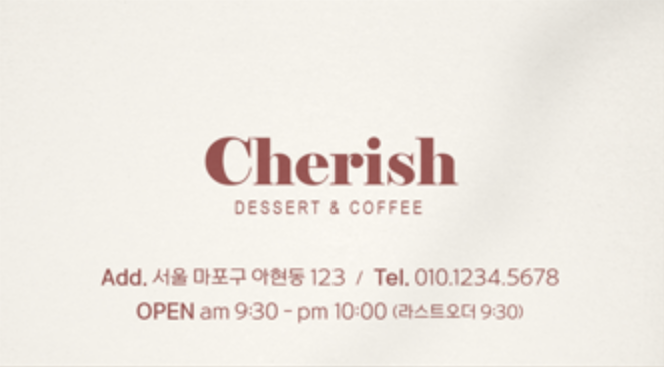 Cherish
DESSERT & COFFEE
Add. 서울 마포구 아현동 123 / Tel. 010.1234.5678
OPEN am 9:30 - pm 10:00 (라스트오더 9:30)